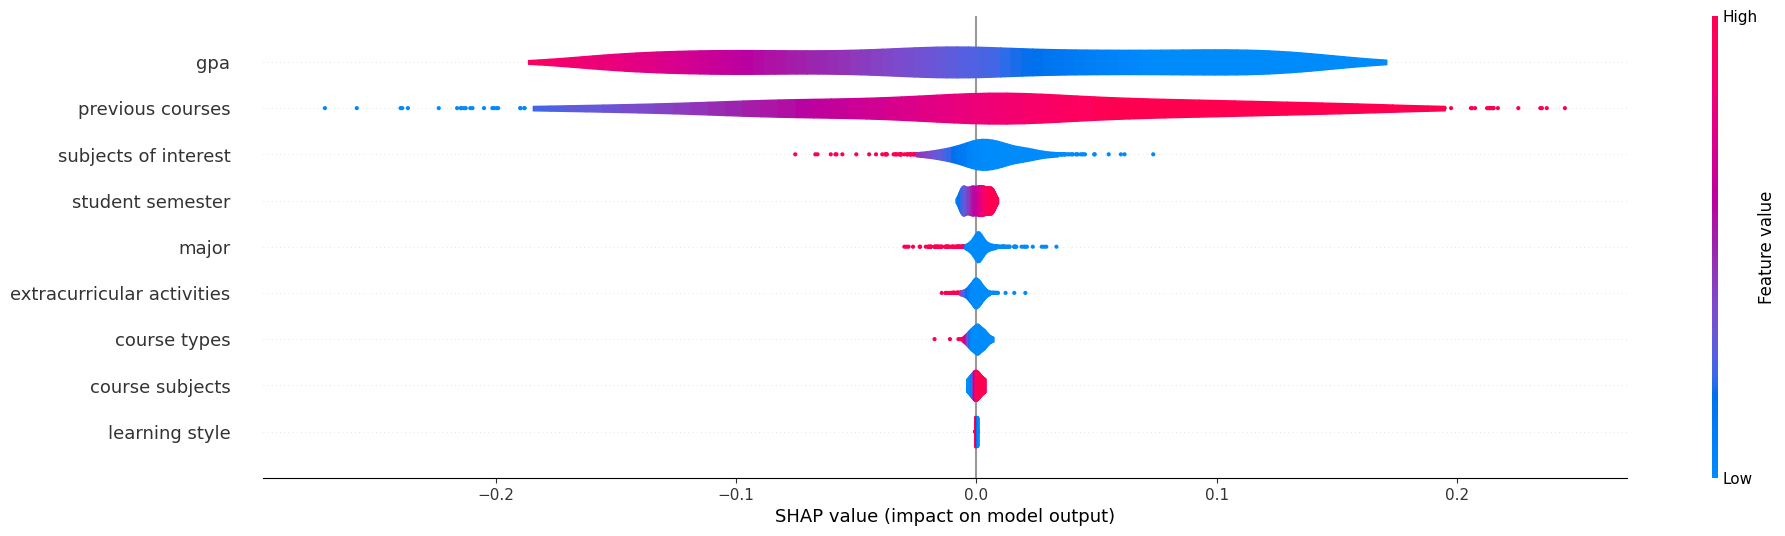 gpa
previous courses
subjects of interest
student semester
major
extracurricular activities
course types
course subjects
learning style
−0.2 −0.1 0.0 0.1 0.2
SHAP value (impact on model output)
High
Feature value
Low